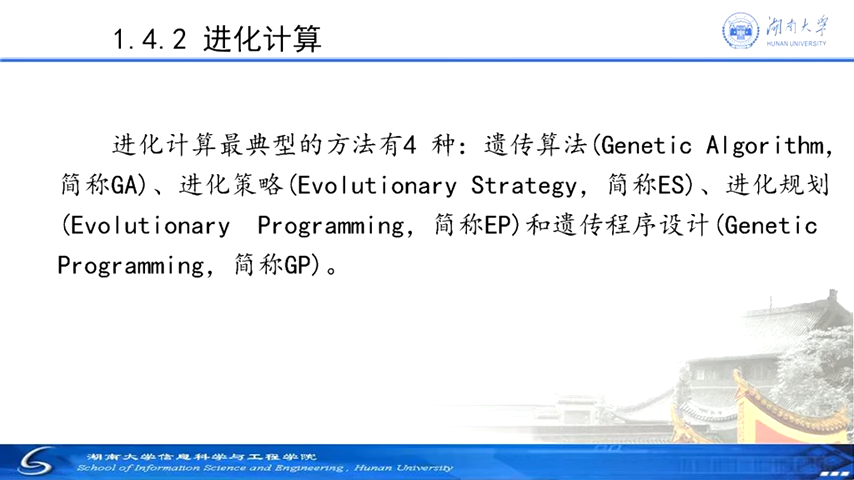 1.4.2 进化计算
湖南大学
HUNAN UNIVERSITY
进化计算最典型的方法有4 种：遗传算法(Genetic Algorithm,
简称GA)、进化策略(Evolutionary Strategy, 简称ES)、进化规划
(Evolutionary Programming, 简称EP)和遗传程序设计(Genetic
Programming, 简称GP)。
湖南大学信息科学与工程学院
School of Information Science and Engineering , Hunan University